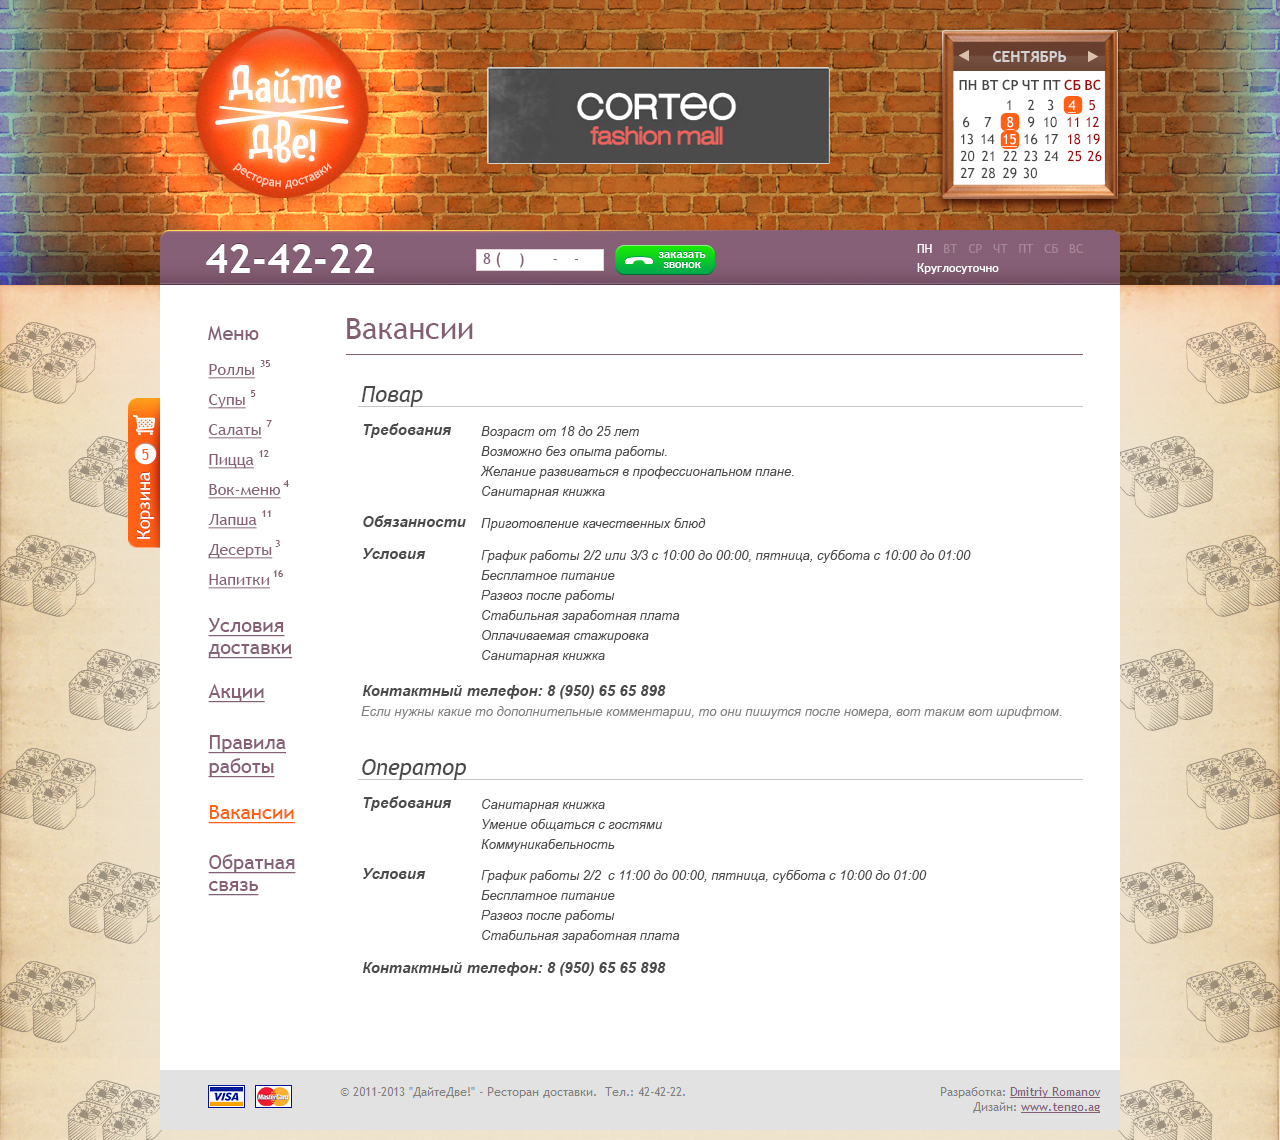 Дайте
Две!
ресторан доставки
CORTEO
fashion mall
СЕНТЯБРЬ
ПН ВТ СР ЧТ ПТ СБ ВС
1 2 3 4 5
6 7 8 9 10 11 12
13 14 15 16 17 18 19
20 21 22 23 24 25 26
27 28 29 30
42-42-22
8 (   )   -  -
заказать
звонок
ПН ВТ СР ЧТ ПТ СБ ВС
Круглосуточно
Корзина 5
Меню
Роллы 35
Супы 5
Салаты 7
Пицца 12
Вок-меню 4
Лапша 11
Десерты 3
Напитки 16
Условия
доставки
Акции
Правила
работы
Вакансии
Обратная
связь
Вакансии
Повар
Требования Возраст от 18 до 25 лет
Возможно без опыта работы.
Желание развиваться в профессиональном плане.
Санитарная книжка
Обязанности Приготовление качественных блюд
Условия График работы 2/2 или 3/3 с 10:00 до 00:00, пятница, суббота с 10:00 до 01:00
Бесплатное питание
Развоз после работы
Стабильная заработная плата
Оплачиваемая стажировка
Санитарная книжка
Контактный телефон: 8 (950) 65 65 898
Если нужны какие то дополнительные комментарии, то они пишутся после номера, вот таким вот шрифтом.
Оператор
Требования Санитарная книжка
Умение общаться с гостями
Коммуникабельность
Условия График работы 2/2 с 11:00 до 00:00, пятница, суббота с 10:00 до 01:00
Бесплатное питание
Развоз после работы
Стабильная заработная плата
Контактный телефон: 8 (950) 65 65 898
VISA MasterCard
© 2011-2013 "ДайтеДве!" - Ресторан доставки. Тел.: 42-42-22.
Разработка: Dmitriy Romanov
Дизайн: www.tengo.ag